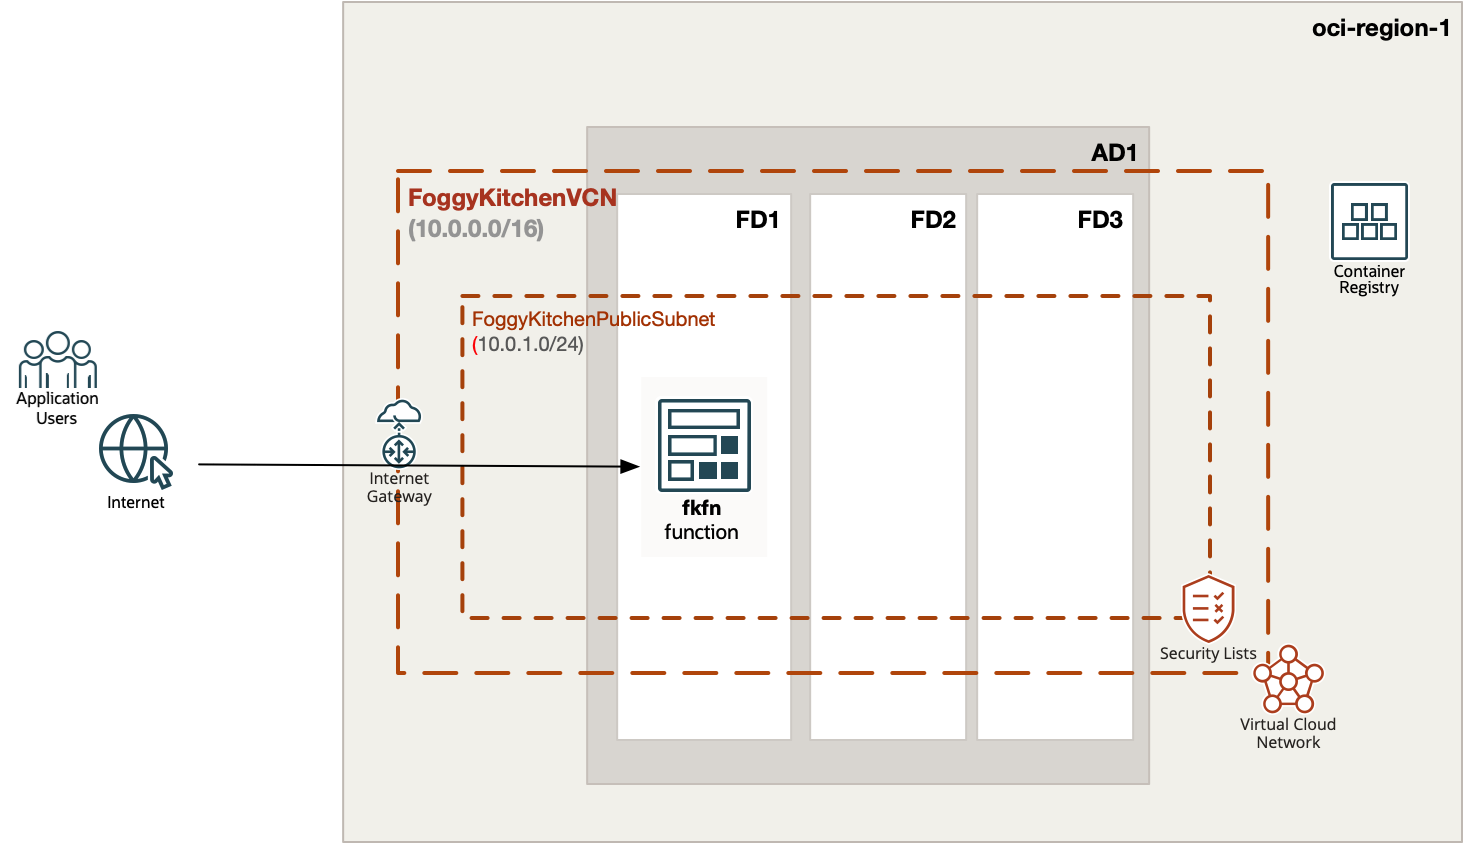 oci-region-1
AD1
FoggyKitchenVCN
(10.0.0.0/16)
FD1
FD2
FD3
Container
Registry
FoggyKitchenPublicSubnet
(10.0.1.0/24)
Application
Users
Internet
Internet
Gateway
fkfn
function
Security Lists
Virtual Cloud
Network